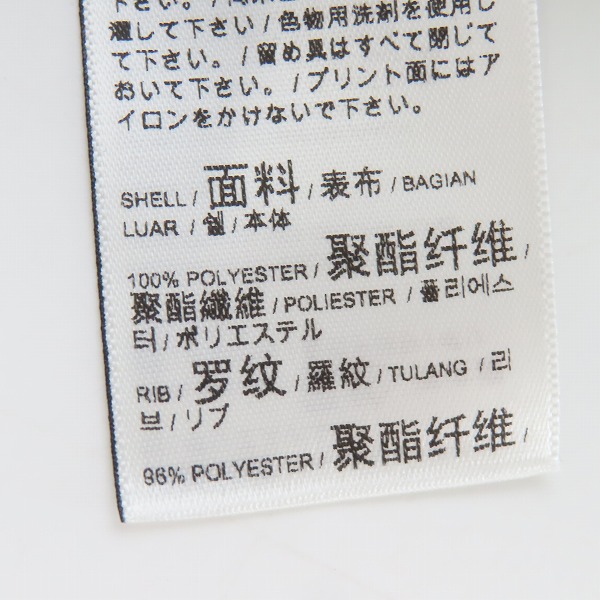 濯して下さい/色物用洗剤を使用し
て下さい。/留め具はすべて閉じて
おいて下さい。/プリント面にはア
イロンをかけないで下さい。
SHELL / 面料 / 表布 / BAGIAN
LUAR / 쉘 / 本体
100% POLYESTER / 聚酯纤维 /
聚酯纖維 / POLIESTER / 폴리에스
터 / ポリエステル
RIB / 罗纹 / 羅紋 / TULANG / 리
브 / リブ
96% POLYESTER / 聚酯纤维 /